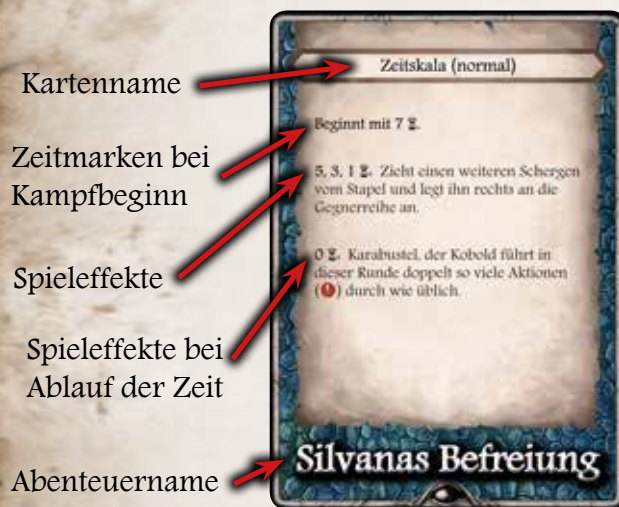 Kartenname
Zeitmarken bei
Kampfbeginn
Spieleffekte
Spieleffekte bei
Ablauf der Zeit
Abenteuername
Zeitskala (normal)
Beginnt mit 7 ⌛.
5, 3, 1 ⌛. Zieht einen weiteren Schergen
vom Stapel und legt ihn rechts an die
Gegnerreihe an.
0 ⌛. Karabustel, der Kobold führt in
dieser Runde doppelt so viele Aktionen
(❗) durch wie üblich.
Silvanas Befreiung